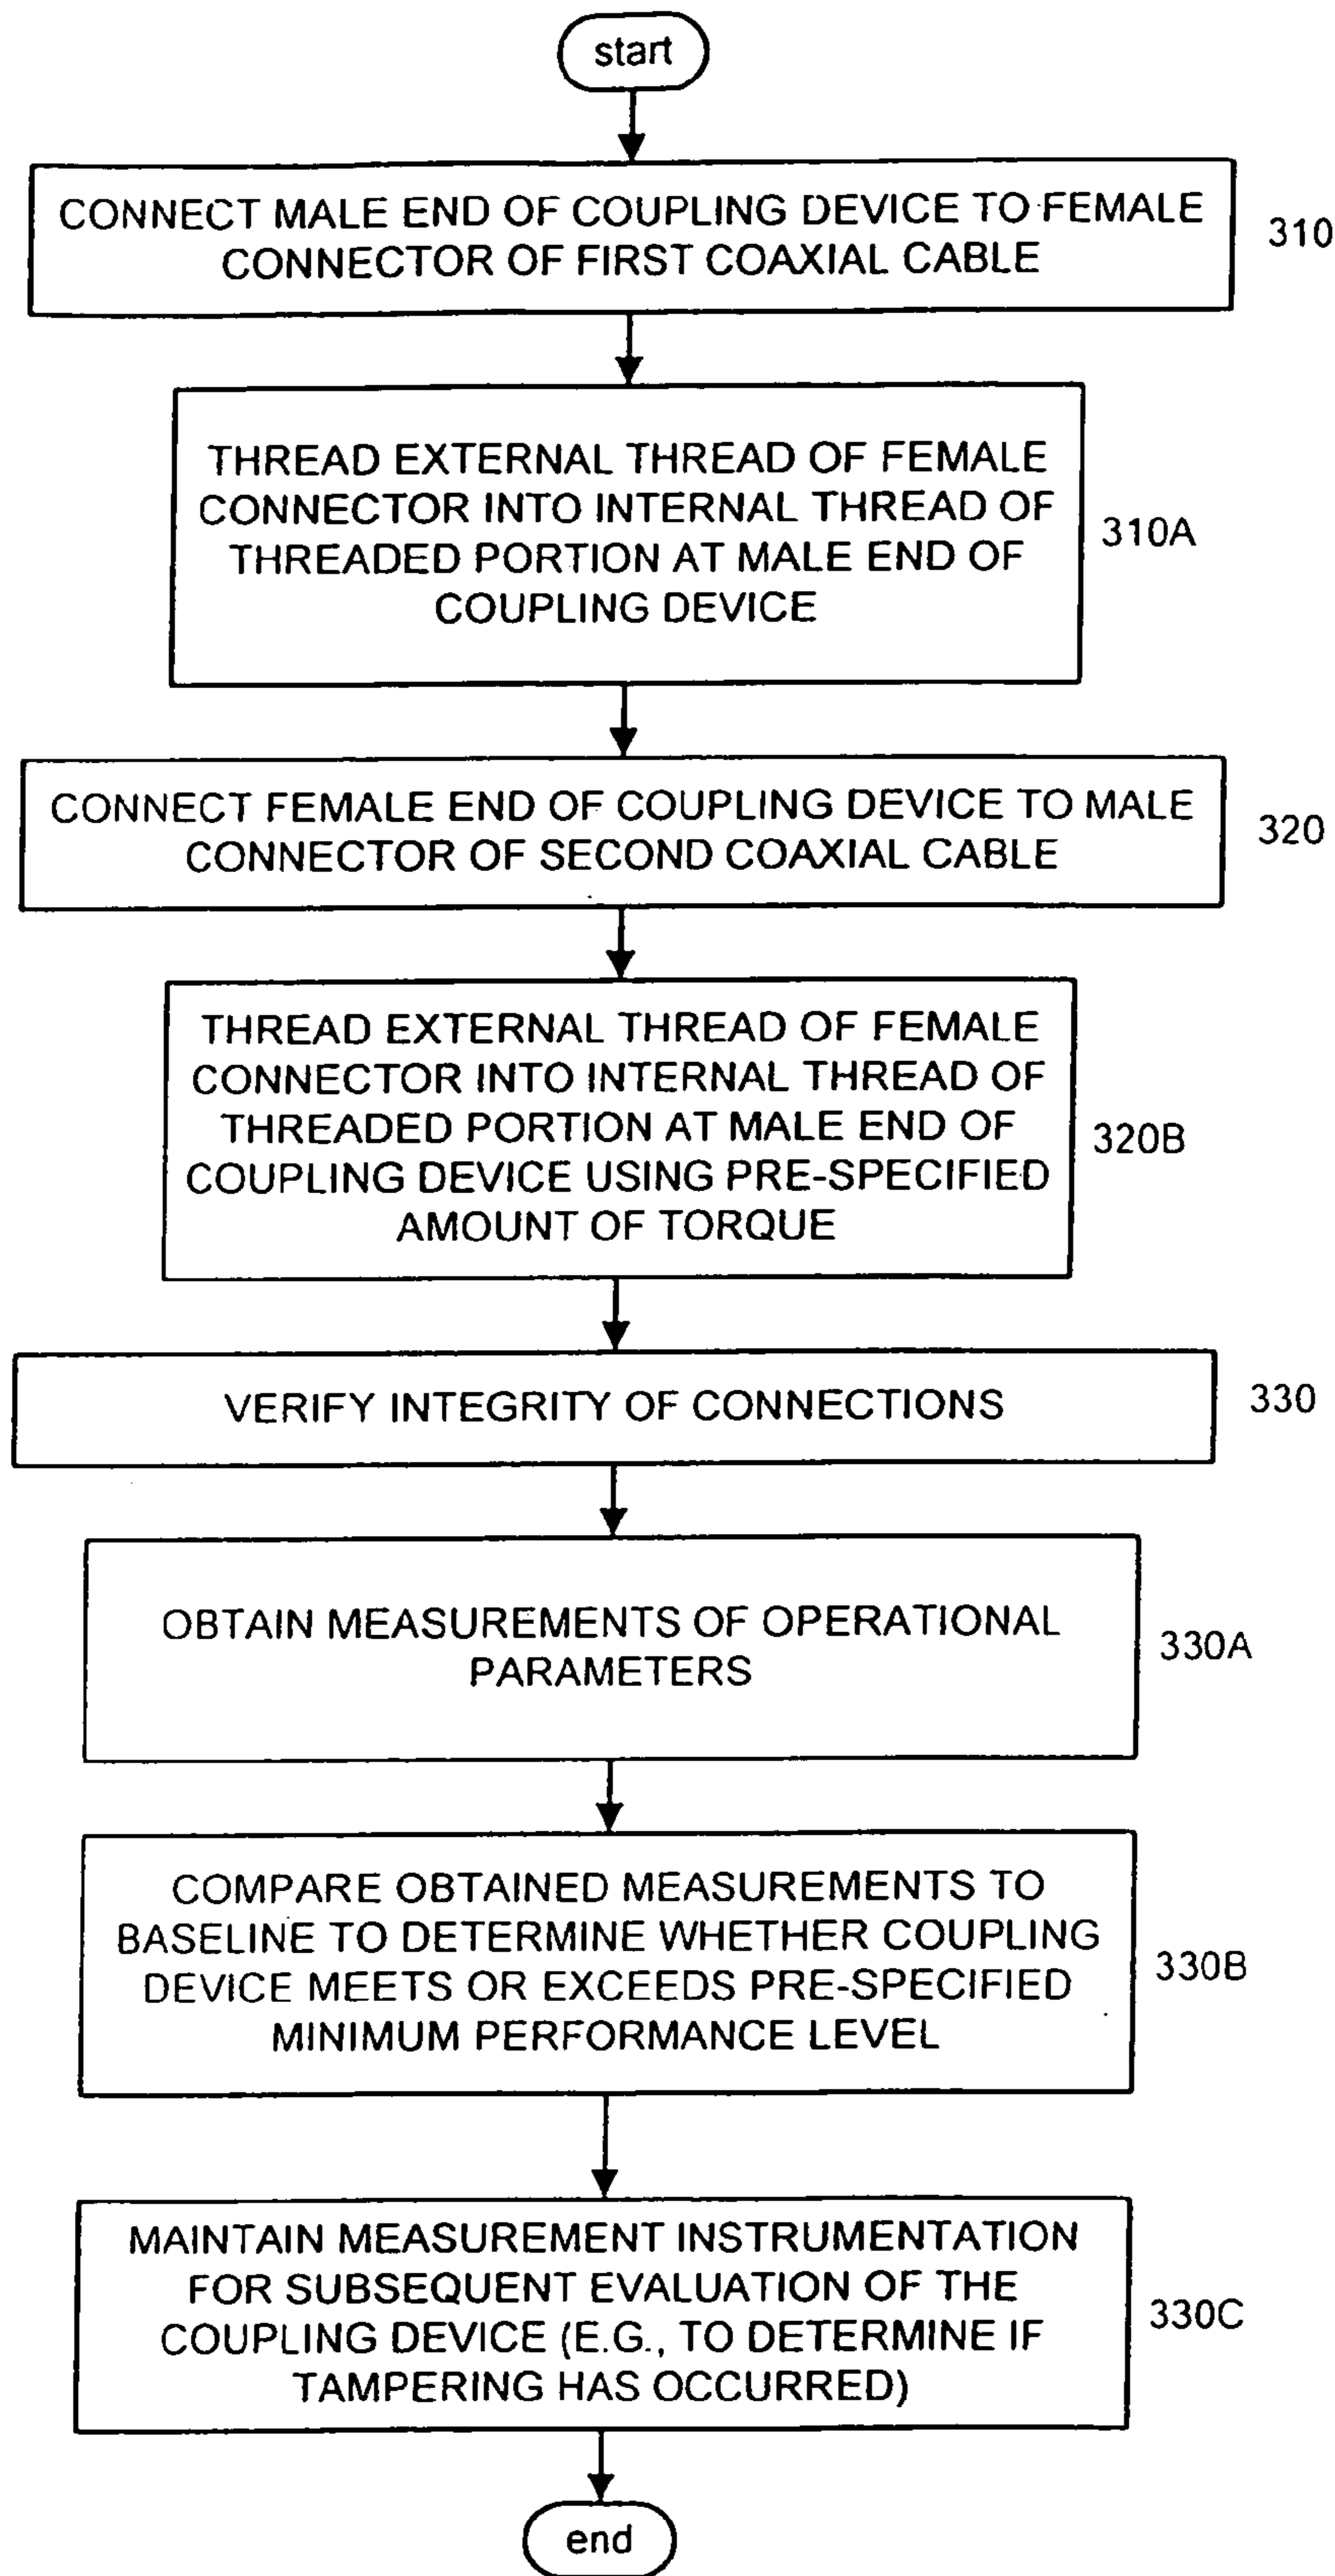 start
CONNECT MALE END OF COUPLING DEVICE TO FEMALE
CONNECTOR OF FIRST COAXIAL CABLE
310
THREAD EXTERNAL THREAD OF FEMALE
CONNECTOR INTO INTERNAL THREAD OF
THREADED PORTION AT MALE END OF
COUPLING DEVICE
310A
CONNECT FEMALE END OF COUPLING DEVICE TO MALE
CONNECTOR OF SECOND COAXIAL CABLE
320
THREAD EXTERNAL THREAD OF FEMALE
CONNECTOR INTO INTERNAL THREAD OF
THREADED PORTION AT MALE END OF
COUPLING DEVICE USING PRE-SPECIFIED
AMOUNT OF TORQUE
320B
VERIFY INTEGRITY OF CONNECTIONS
330
OBTAIN MEASUREMENTS OF OPERATIONAL
PARAMETERS
330A
COMPARE OBTAINED MEASUREMENTS TO
BASELINE TO DETERMINE WHETHER COUPLING
DEVICE MEETS OR EXCEEDS PRE-SPECIFIED
MINIMUM PERFORMANCE LEVEL
330B
MAINTAIN MEASUREMENT INSTRUMENTATION
FOR SUBSEQUENT EVALUATION OF THE
COUPLING DEVICE (E.G., TO DETERMINE IF
TAMPERING HAS OCCURRED)
330C
end